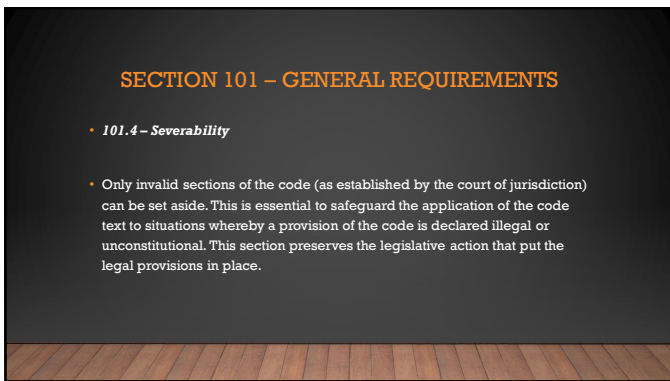 SECTION 101 – GENERAL REQUIREMENTS
• 101.4 – Severability
• Only invalid sections of the code (as established by the court of jurisdiction)
can be set aside. This is essential to safeguard the application of the code
text to situations whereby a provision of the code is declared illegal or
unconstitutional. This section preserves the legislative action that put the
legal provisions in place.